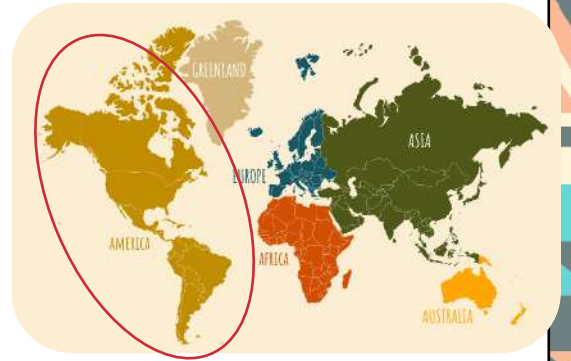 GREENLAND
ASIA
EUROPE
AMERICA
AFRICA
AUSTRALIA